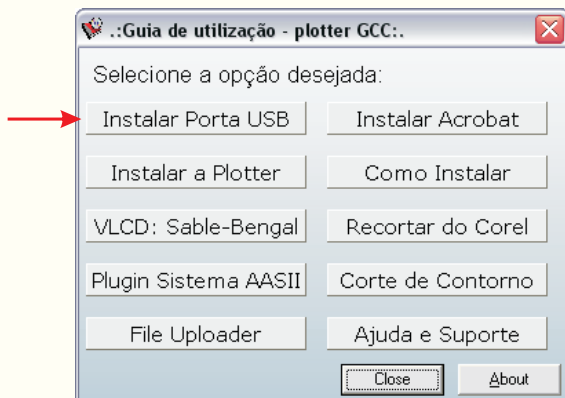 .:Guia de utilização - plotter GCC:.
Selecione a opção desejada:
Instalar Porta USB Instalar Acrobat
Instalar a Plotter Como Instalar
VLCD: Sable-Bengal Recortar do Corel
Plugin Sistema AASII Corte de Contorno
File Uploader Ajuda e Suporte
Close About